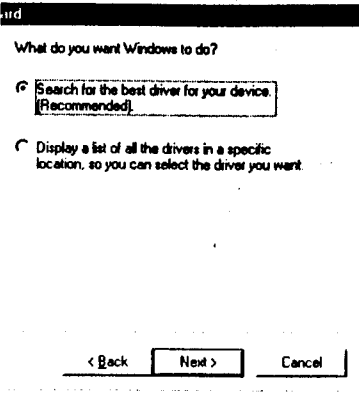 ard
What do you want Windows to do?
Search for the best driver for your device.
(Recommended).
Display a list of all the drivers in a specific
location, so you can select the driver you want.
< Back
Next >
Cancel